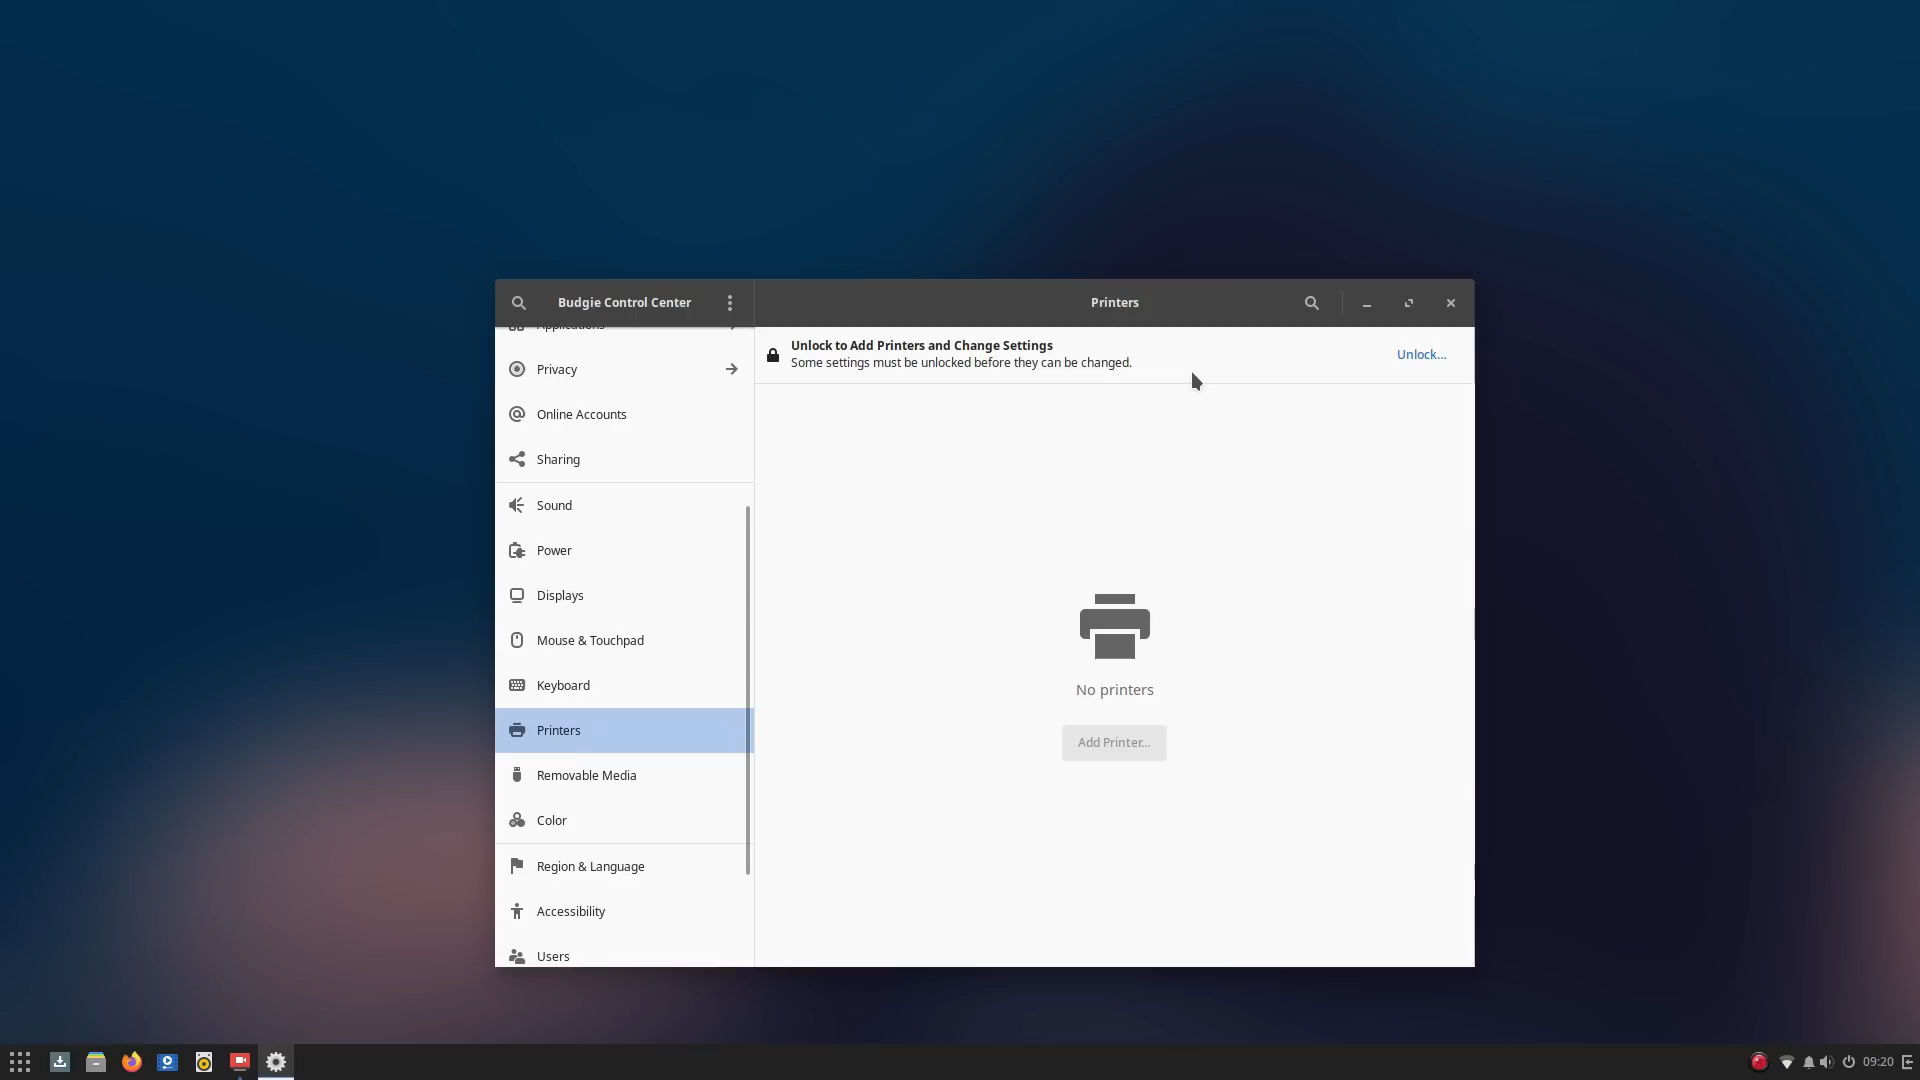 Budgie Control Center
Printers
Applications
Privacy
Online Accounts
Sharing
Sound
Power
Displays
Mouse & Touchpad
Keyboard
Printers
Removable Media
Color
Region & Language
Accessibility
Users
Unlock to Add Printers and Change Settings
Some settings must be unlocked before they can be changed.
Unlock...
No printers
Add Printer...
09:20